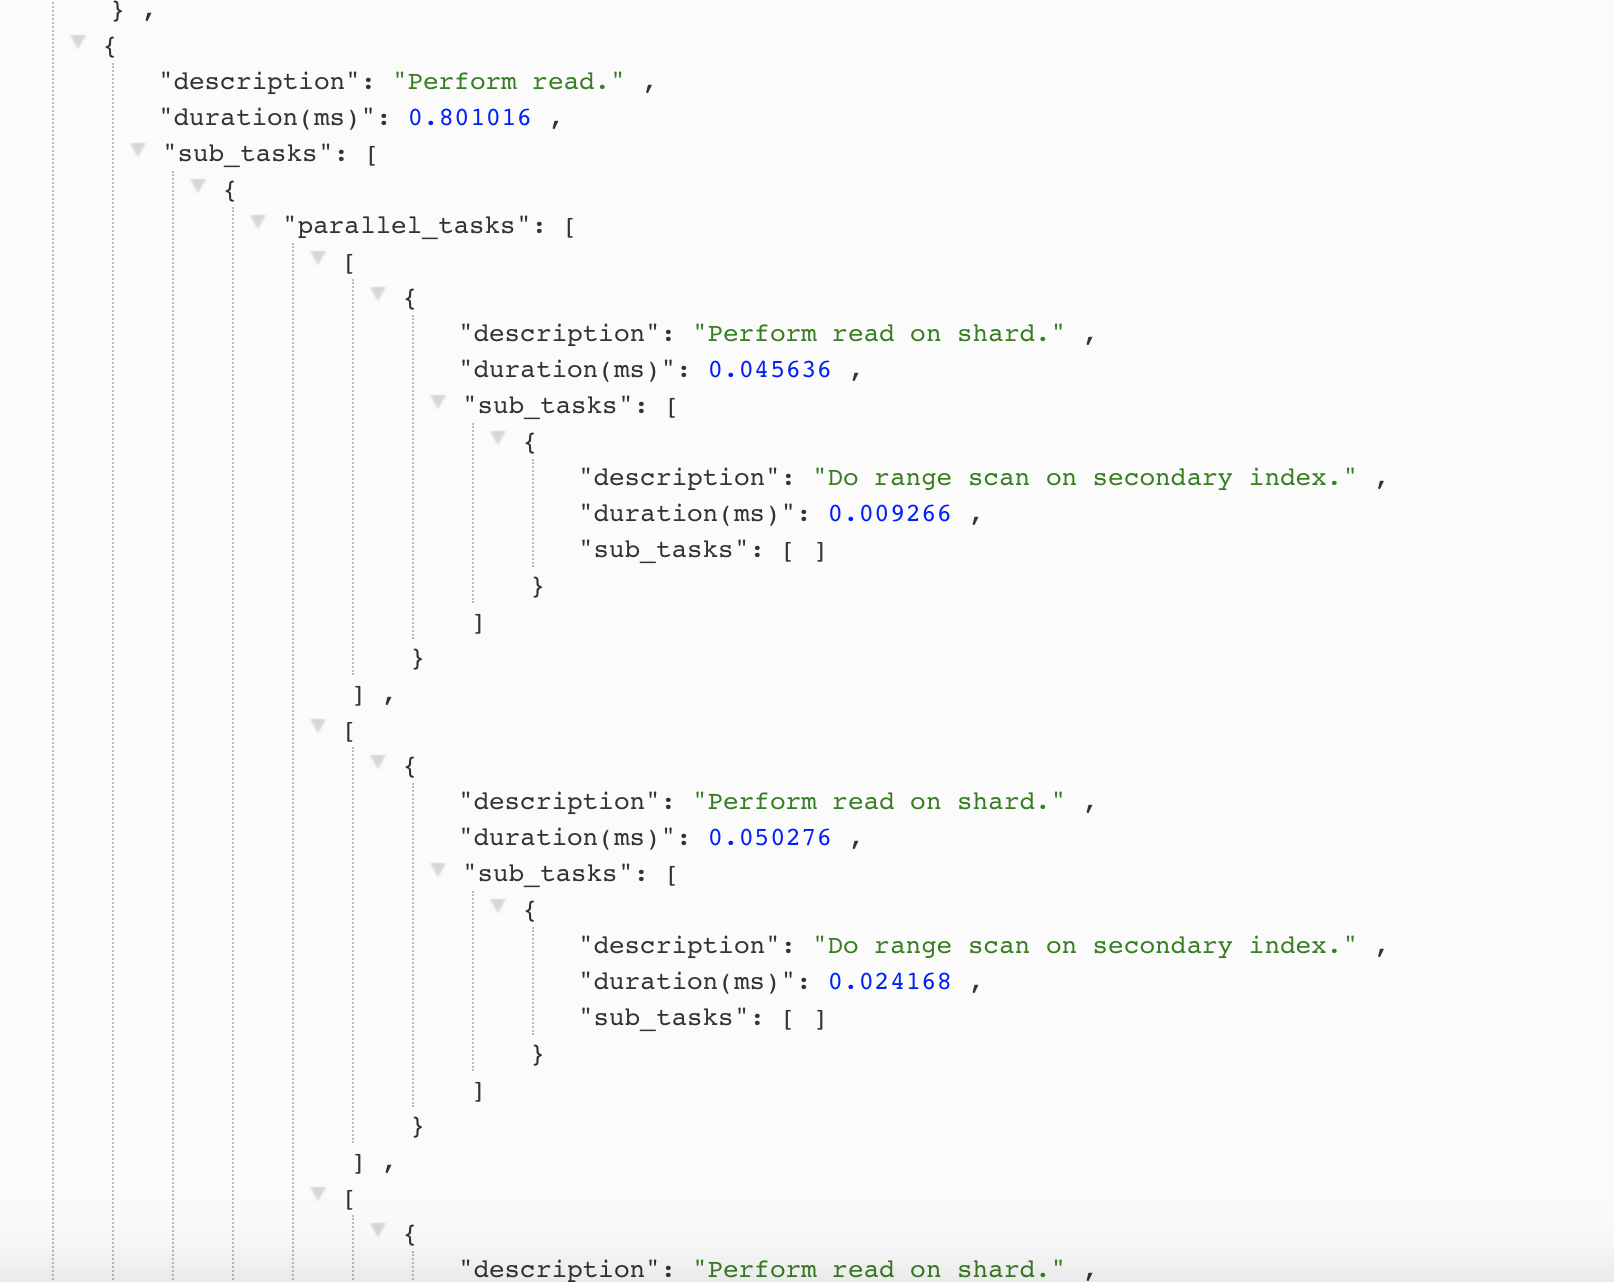 } ,
{
"description": "Perform read." ,
"duration(ms)": 0.801016 ,
"sub_tasks": [
{
"parallel_tasks": [
[
{
"description": "Perform read on shard." ,
"duration(ms)": 0.045636 ,
"sub_tasks": [
{
"description": "Do range scan on secondary index." ,
"duration(ms)": 0.009266 ,
"sub_tasks": [ ]
}
]
}
] ,
[
{
"description": "Perform read on shard." ,
"duration(ms)": 0.050276 ,
"sub_tasks": [
{
"description": "Do range scan on secondary index." ,
"duration(ms)": 0.024168 ,
"sub_tasks": [ ]
}
]
}
] ,
[
{
"description": "Perform read on shard." ,